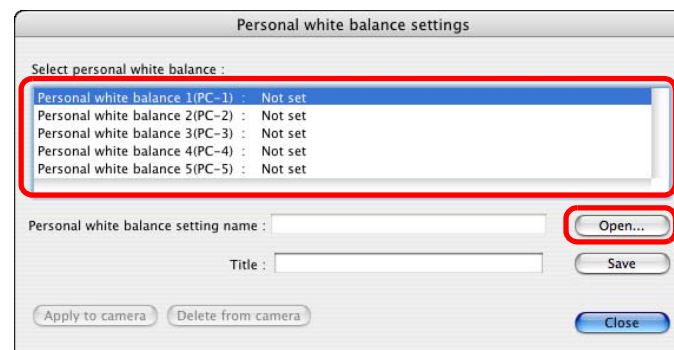 Personal white balance settings
Select personal white balance :
Personal white balance 1(PC-1) : Not set
Personal white balance 2(PC-2) : Not set
Personal white balance 3(PC-3) : Not set
Personal white balance 4(PC-4) : Not set
Personal white balance 5(PC-5) : Not set
Personal white balance setting name : Open...
Title : Save
Apply to camera Delete from camera Close